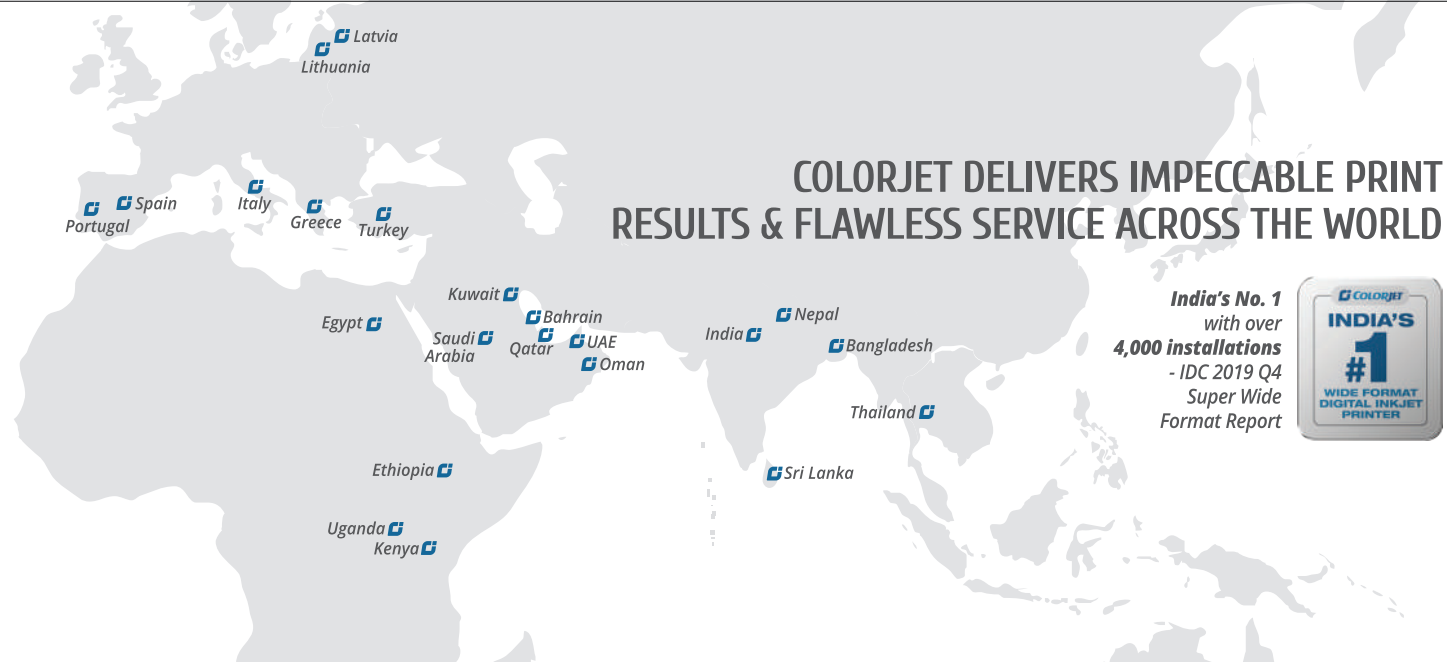 Latvia
Lithuania
Spain
Portugal
Italy
Greece
Turkey
COLORJET DELIVERS IMPECCABLE PRINT
RESULTS & FLAWLESS SERVICE ACROSS THE WORLD
Kuwait
Egypt
Saudi
Arabia
Bahrain
Qatar
UAE
Oman
India
Nepal
Bangladesh
Thailand
Sri Lanka
Ethiopia
Uganda
Kenya
India's No. 1
with over
4,000 installations
- IDC 2019 Q4
Super Wide
Format Report
COLORJET
INDIA'S
#1
WIDE FORMAT
DIGITAL INKJET
PRINTER